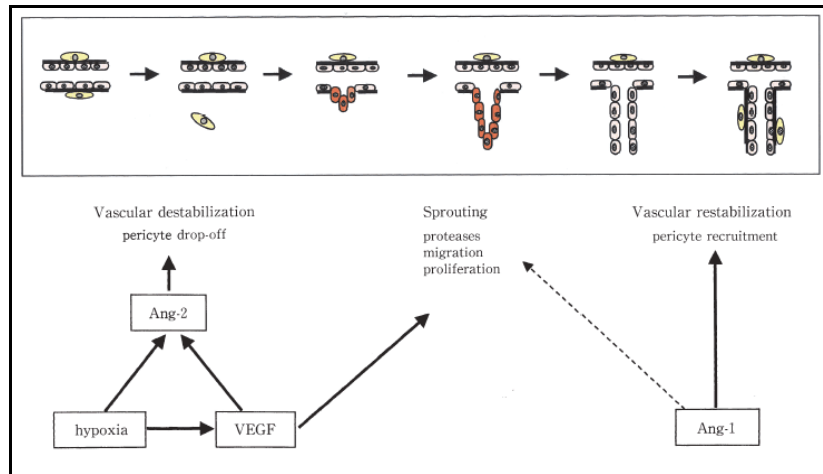 Vascular destabilization
pericyte drop-off
Sprouting
proteases
migration
proliferation
Vascular restabilization
pericyte recruitment
Ang-2
hypoxia
VEGF
Ang-1